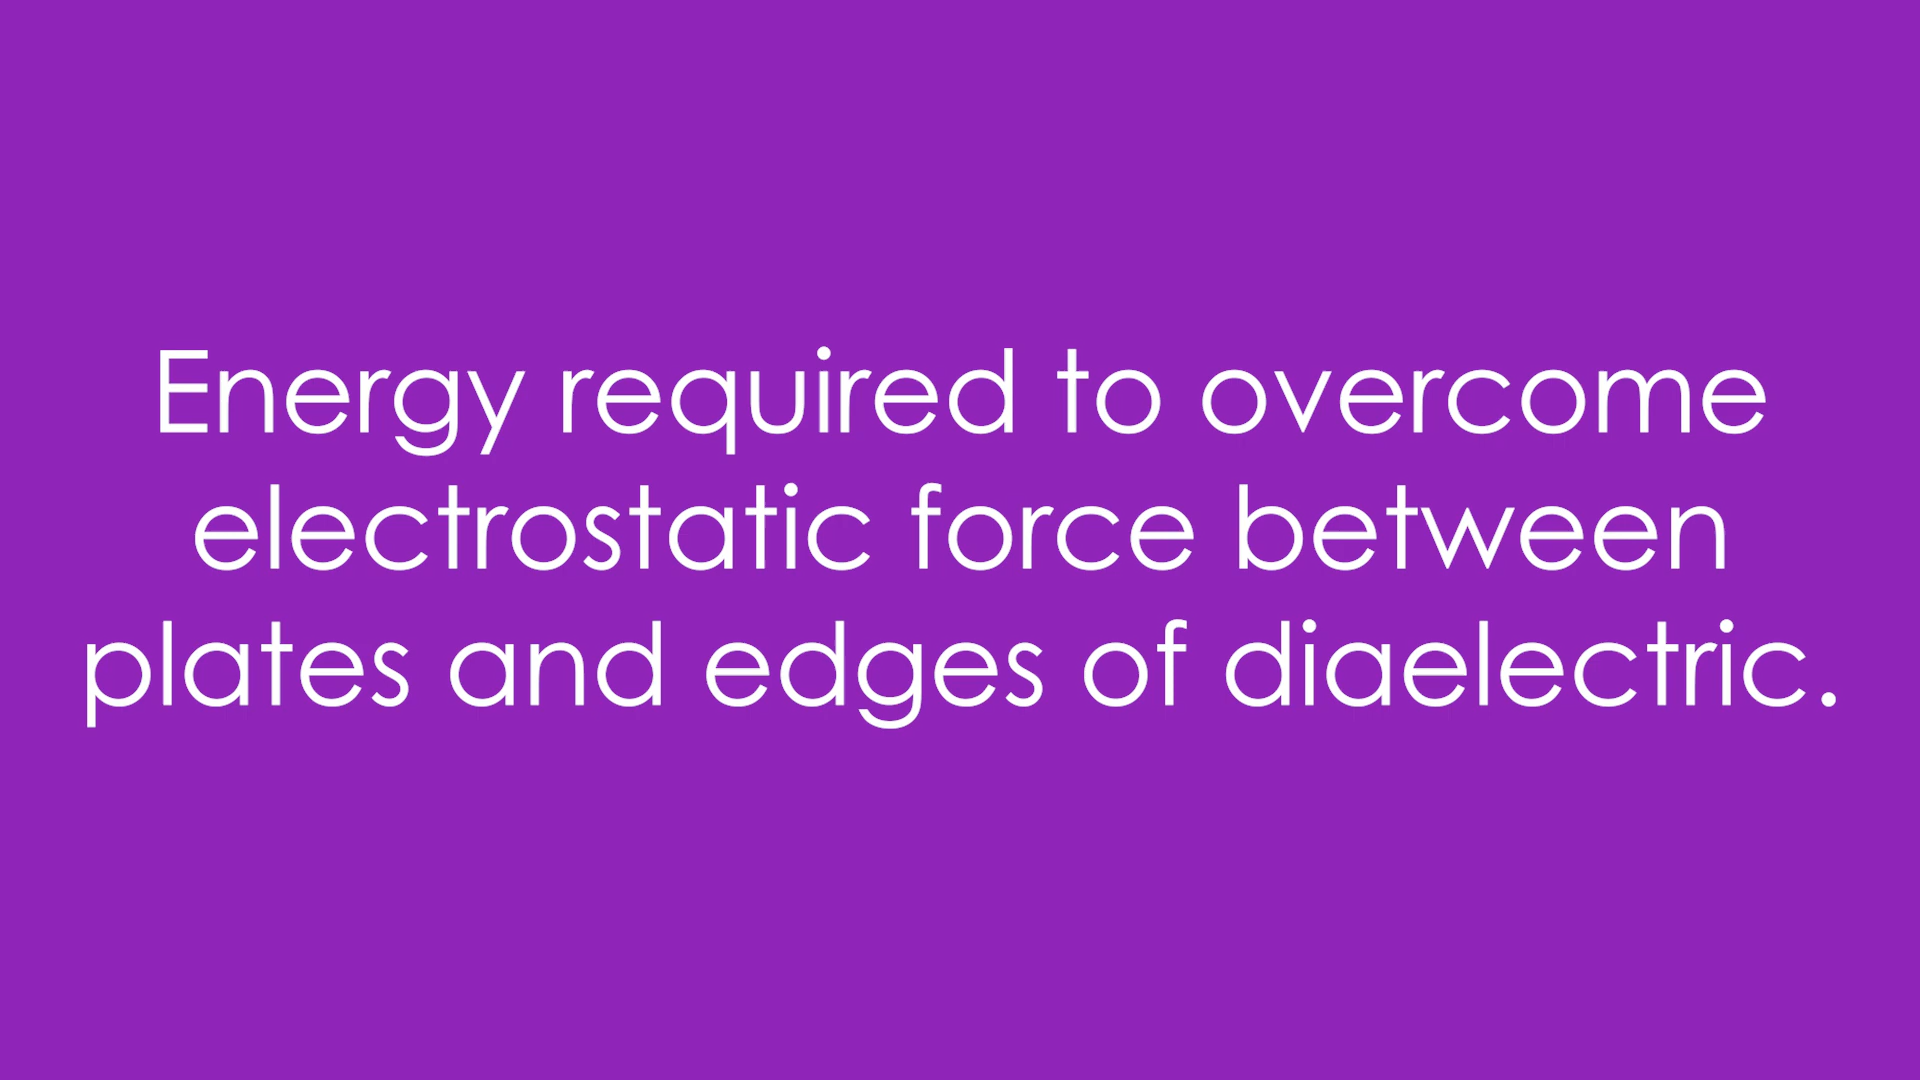 Energy required to overcome
electrostatic force between
plates and edges of diaelectric.